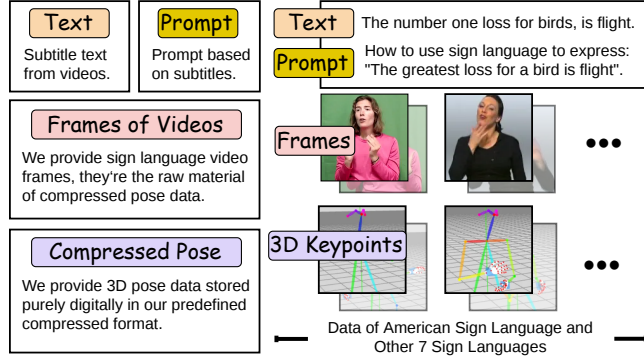 Text
Subtitle text
from videos.
Prompt
Prompt based
on subtitles.
Frames of Videos
We provide sign language video
frames, they're the raw material
of compressed pose data.
Compressed Pose
We provide 3D pose data stored
purely digitally in our predefined
compressed format.
Text
The number one loss for birds, is flight.
Prompt
How to use sign language to express:
"The greatest loss for a bird is flight".
Frames
3D Keypoints
Data of American Sign Language and
Other 7 Sign Languages